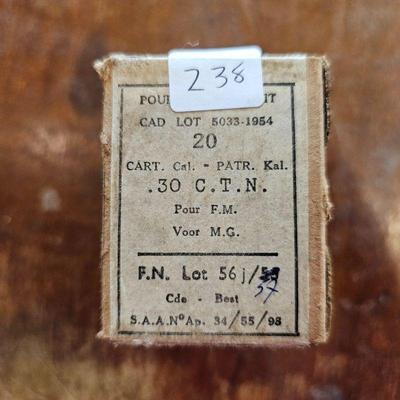 238
CAD LOT 5033-1954
20
CART. Cal. - PATR. Kal.
.30 C.T.N.
Pour F.M.
Voor M.G.
F.N. Lot 56 j/
57
Cde - Best
S.A.A.Nº Ap. 34/55/98